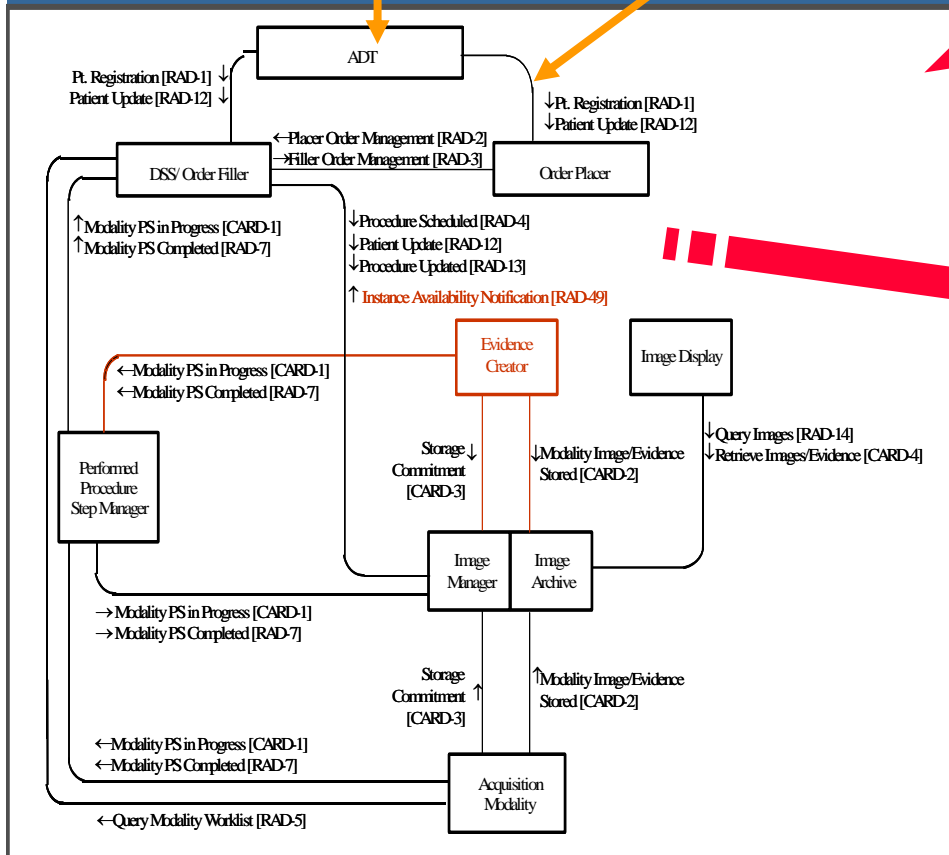 ADT
Pt. Registration [RAD-1] ↓
Patient Update [RAD-12] ↓
↓Pt. Registration [RAD-1]
↓Patient Update [RAD-12]
←Placer Order Management [RAD-2]
→Filler Order Management [RAD-3]
DSS/ Order Filler
Order Placer
↑Modality PS in Progress [CARD-1]
↑Modality PS Completed [RAD-7]
↓Procedure Scheduled [RAD-4]
↓Patient Update [RAD-12]
↓Procedure Updated [RAD-13]
↑ Instance Availability Notification [RAD-49]
Evidence
Creator
Image Display
←Modality PS in Progress [CARD-1]
←Modality PS Completed [RAD-7]
↓Query Images [RAD-14]
↓Retrieve Images/Evidence [CARD-4]
Storage
Commitment ↓
[CARD-3]
↓Modality Image/Evidence
Stored [CARD-2]
Performed
Procedure
Step Manager
Image
Manager
Image
Archive
→Modality PS in Progress [CARD-1]
→Modality PS Completed [RAD-7]
Storage
Commitment ↑
[CARD-3]
↑Modality Image/Evidence
Stored [CARD-2]
←Modality PS in Progress [CARD-1]
←Modality PS Completed [RAD-7]
Acquisition
Modality
←Query Modality Worklist [RAD-5]